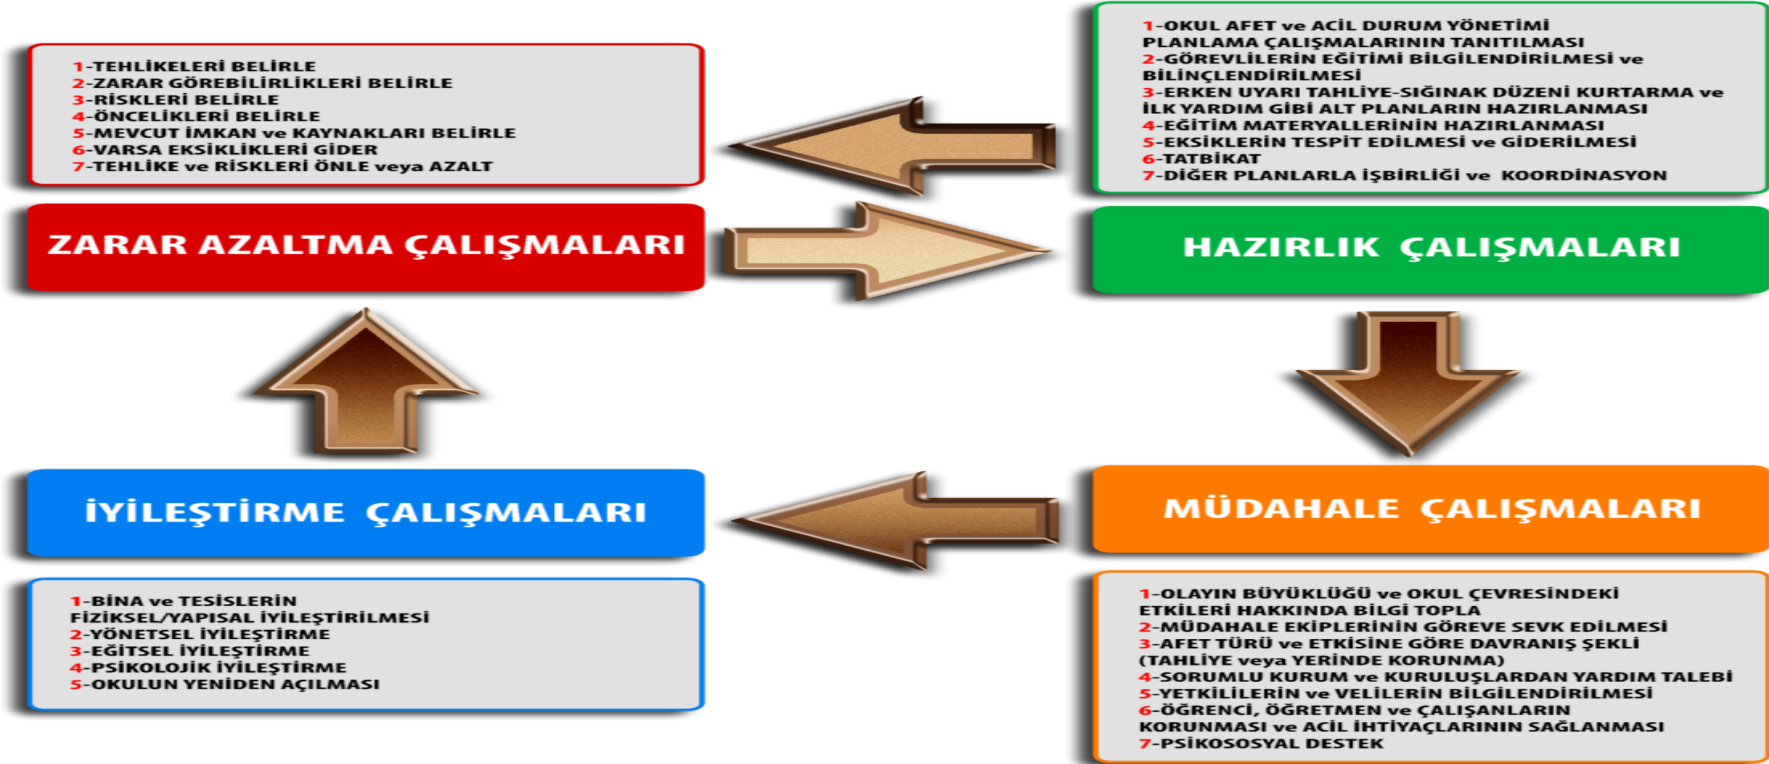 1-TEHLİKELERİ BELİRLE
2-ZARAR GÖREBİLİRLİKLERİ BELİRLE
3-RİSKLERİ BELİRLE
4-ÖNCELİKLERİ BELİRLE
5-MEVCUT İMKAN ve KAYNAKLARI BELİRLE
6-VARSA EKSİKLİKLERİ GİDER
7-TEHLİKE ve RİSKLERİ ÖNLE veya AZALT
ZARAR AZALTMA ÇALIŞMALARI
1-OKUL AFET ve ACİL DURUM YÖNETİMİ
PLANLAMA ÇALIŞMALARININ TANITILMASI
2-GÖREVLİLERİN EĞİTİMİ BİLGİLENDİRİLMESİ ve
BİLİNÇLENDİRİLMESİ
3-ERKEN UYARI TAHLİYE-SIĞINAK DÜZENİ KURTARMA ve
İLK YARDIM GİBİ ALT PLANLARIN HAZIRLANMASI
4-EĞİTİM MATERYALLERİNİN HAZIRLANMASI
5-EKSİKLERİN TESPİT EDİLMESİ ve GİDERİLMESİ
6-TATBİKAT
7-DİĞER PLANLARLA İŞBİRLİĞİ ve KOORDİNASYON
HAZIRLIK ÇALIŞMALARI
İYİLEŞTİRME ÇALIŞMALARI
1-BİNA ve TESİSLERİN
FİZİKSEL/YAPISAL İYİLEŞTİRİLMESİ
2-YÖNETSEL İYİLEŞTİRME
3-EĞİTSEL İYİLEŞTİRME
4-PSİKOLOJİK İYİLEŞTİRME
5-OKULUN YENİDEN AÇILMASI
MÜDAHALE ÇALIŞMALARI
1-OLAYIN BÜYÜKLÜĞÜ ve OKUL ÇEVRESİNDEKİ
ETKİLERİ HAKKINDA BİLGİ TOPLA
2-MÜDAHALE EKİPLERİNİN GÖREVE SEVK EDİLMESİ
3-AFET TÜRÜ ve ETKİSİNE GÖRE DAVRANIŞ ŞEKLİ
(TAHLİYE veya YERİNDE KORUNMA)
4-SORUMLU KURUM ve KURULUŞLARDAN YARDIM TALEBİ
5-YETKİLİLERİN ve VELİLERİN BİLGİLENDİRİLMESİ
6-ÖĞRENCİ, ÖĞRETMEN ve ÇALIŞANLARIN
KORUNMASI ve ACİL İHTİYAÇLARININ SAĞLANMASI
7-PSİKOSOSYAL DESTEK